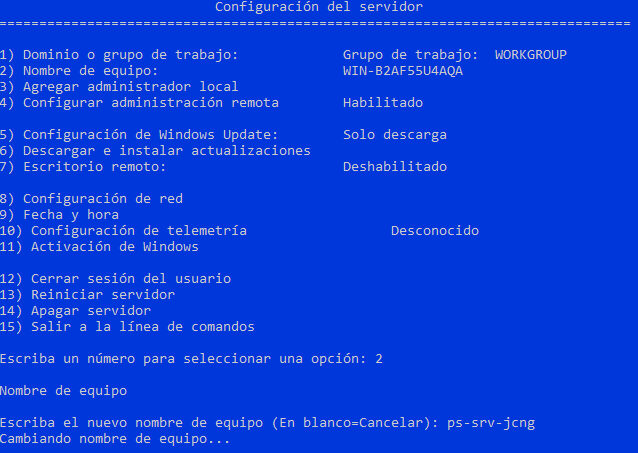 Configuración del servidor
===============================================================================
1) Dominio o grupo de trabajo: Grupo de trabajo: WORKGROUP
2) Nombre de equipo: WIN-B2AF55U4AQA
3) Agregar administrador local
4) Configurar administración remota Habilitado
5) Configuración de Windows Update: Solo descarga
6) Descargar e instalar actualizaciones
7) Escritorio remoto: Deshabilitado
8) Configuración de red
9) Fecha y hora
10) Configuración de telemetría Desconocido
11) Activación de Windows
12) Cerrar sesión del usuario
13) Reiniciar servidor
14) Apagar servidor
15) Salir a la línea de comandos
Escriba un número para seleccionar una opción: 2
Nombre de equipo
Escriba el nuevo nombre de equipo (En blanco=Cancelar): ps-srv-jcng
Cambiando nombre de equipo...